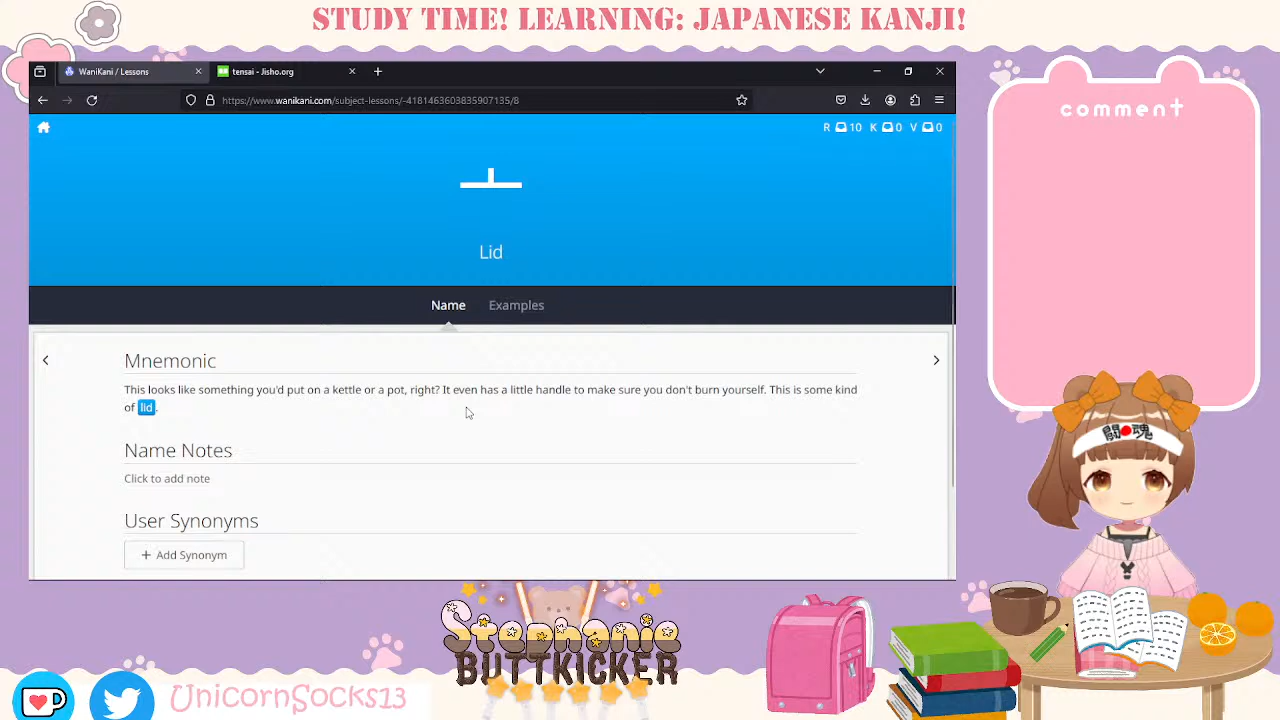 STUDY TIME! LEARNING: JAPANESE KANJI!
WaniKani / Lessons
tensai - Jisho.org
https://www.wanikani.com/subject-lessons/-4181463603835907135/8
R 10 K 0 V 0
亠
Lid
Name Examples
Mnemonic
This looks like something you'd put on a kettle or a pot, right? It even has a little handle to make sure you don't burn yourself. This is some kind
of lid.
Name Notes
Click to add note
User Synonyms
+ Add Synonym
comment
闘魂
Stephanie
BUTTKICKER
UnicornSocks13